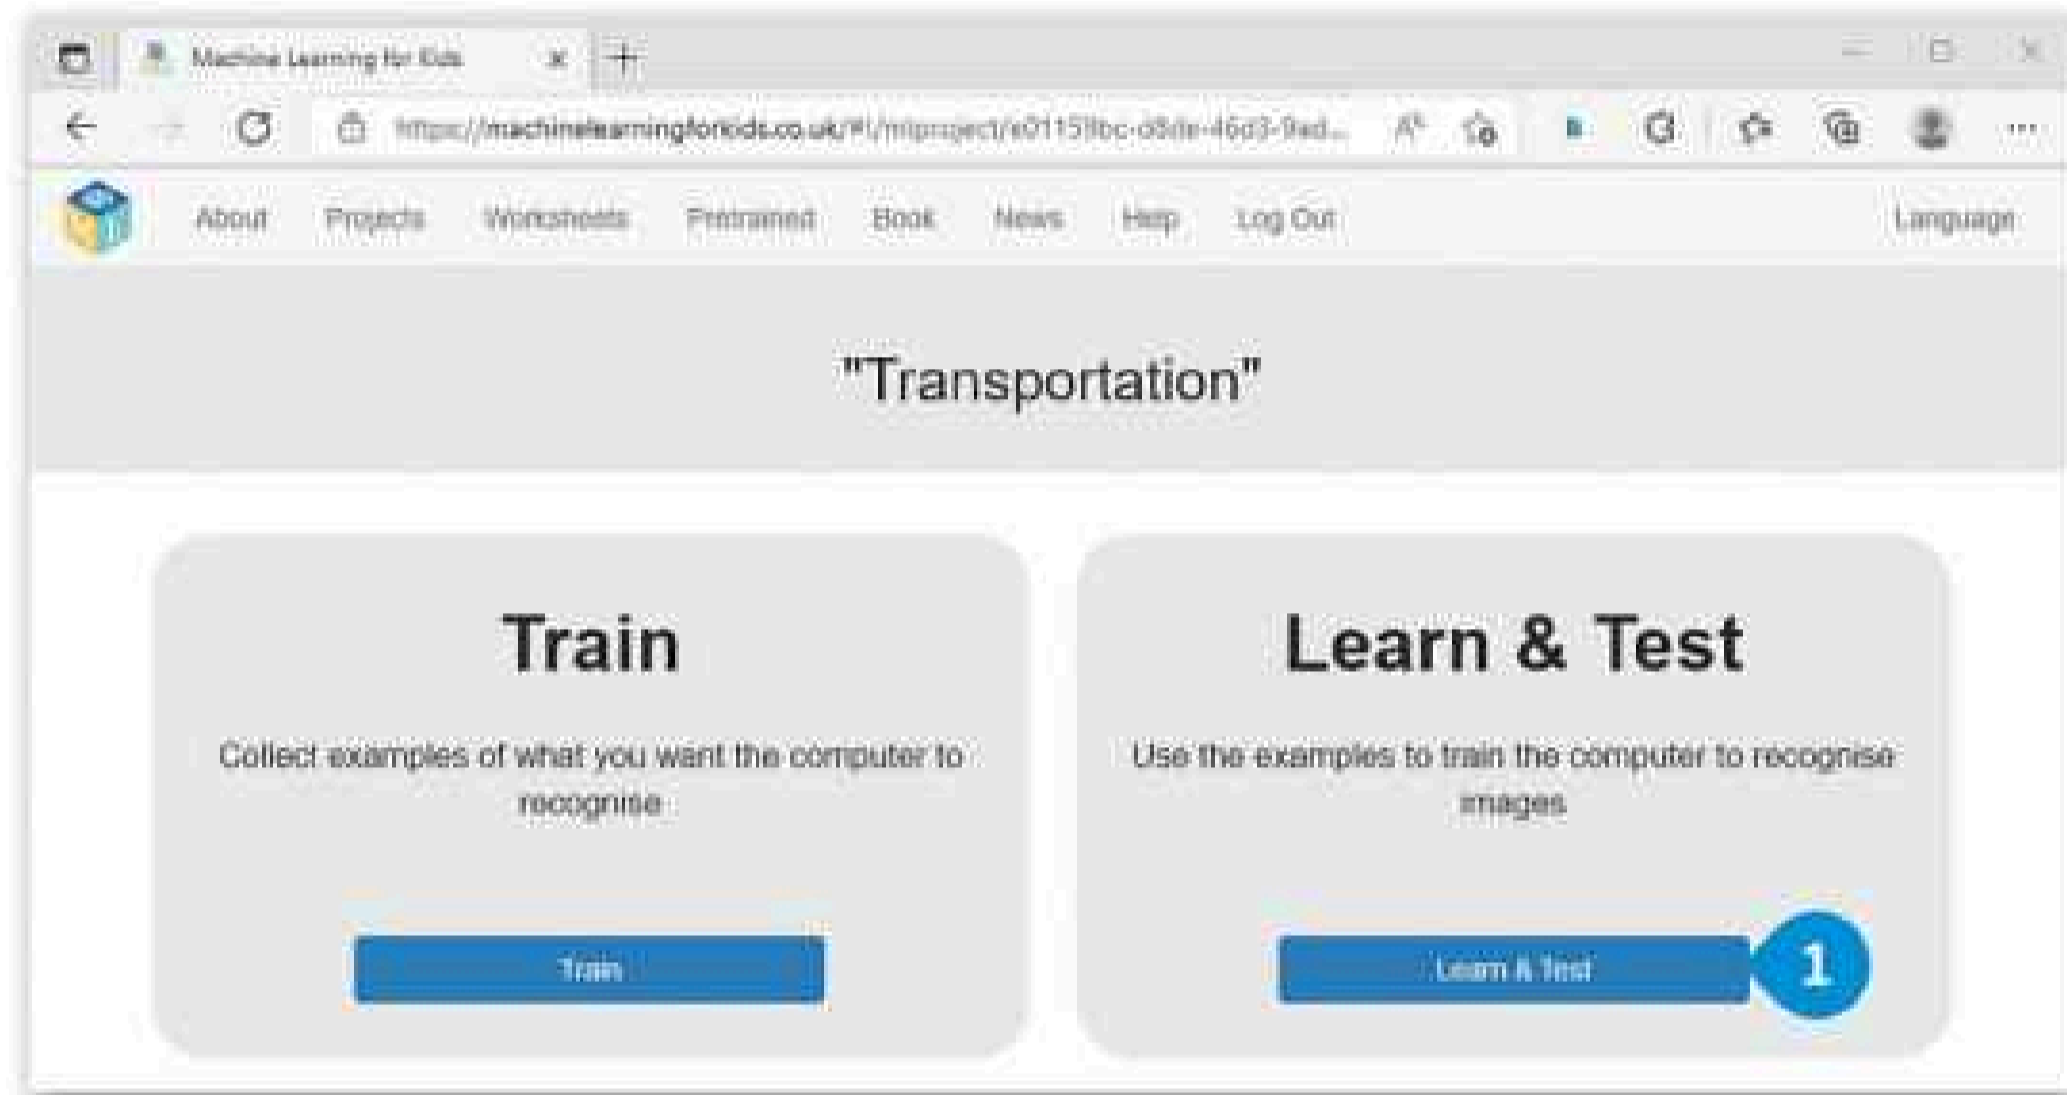 Machine Learning for Kids
https://machinelearningforkids.co.uk/#!/mlproject/
About Projects Worksheets Pretrained Book News Help Log Out Language
"Transportation"
Train
Collect examples of what you want the computer to
recognise
Train
Learn & Test
Use the examples to train the computer to recognise
images
Learn & Test
1